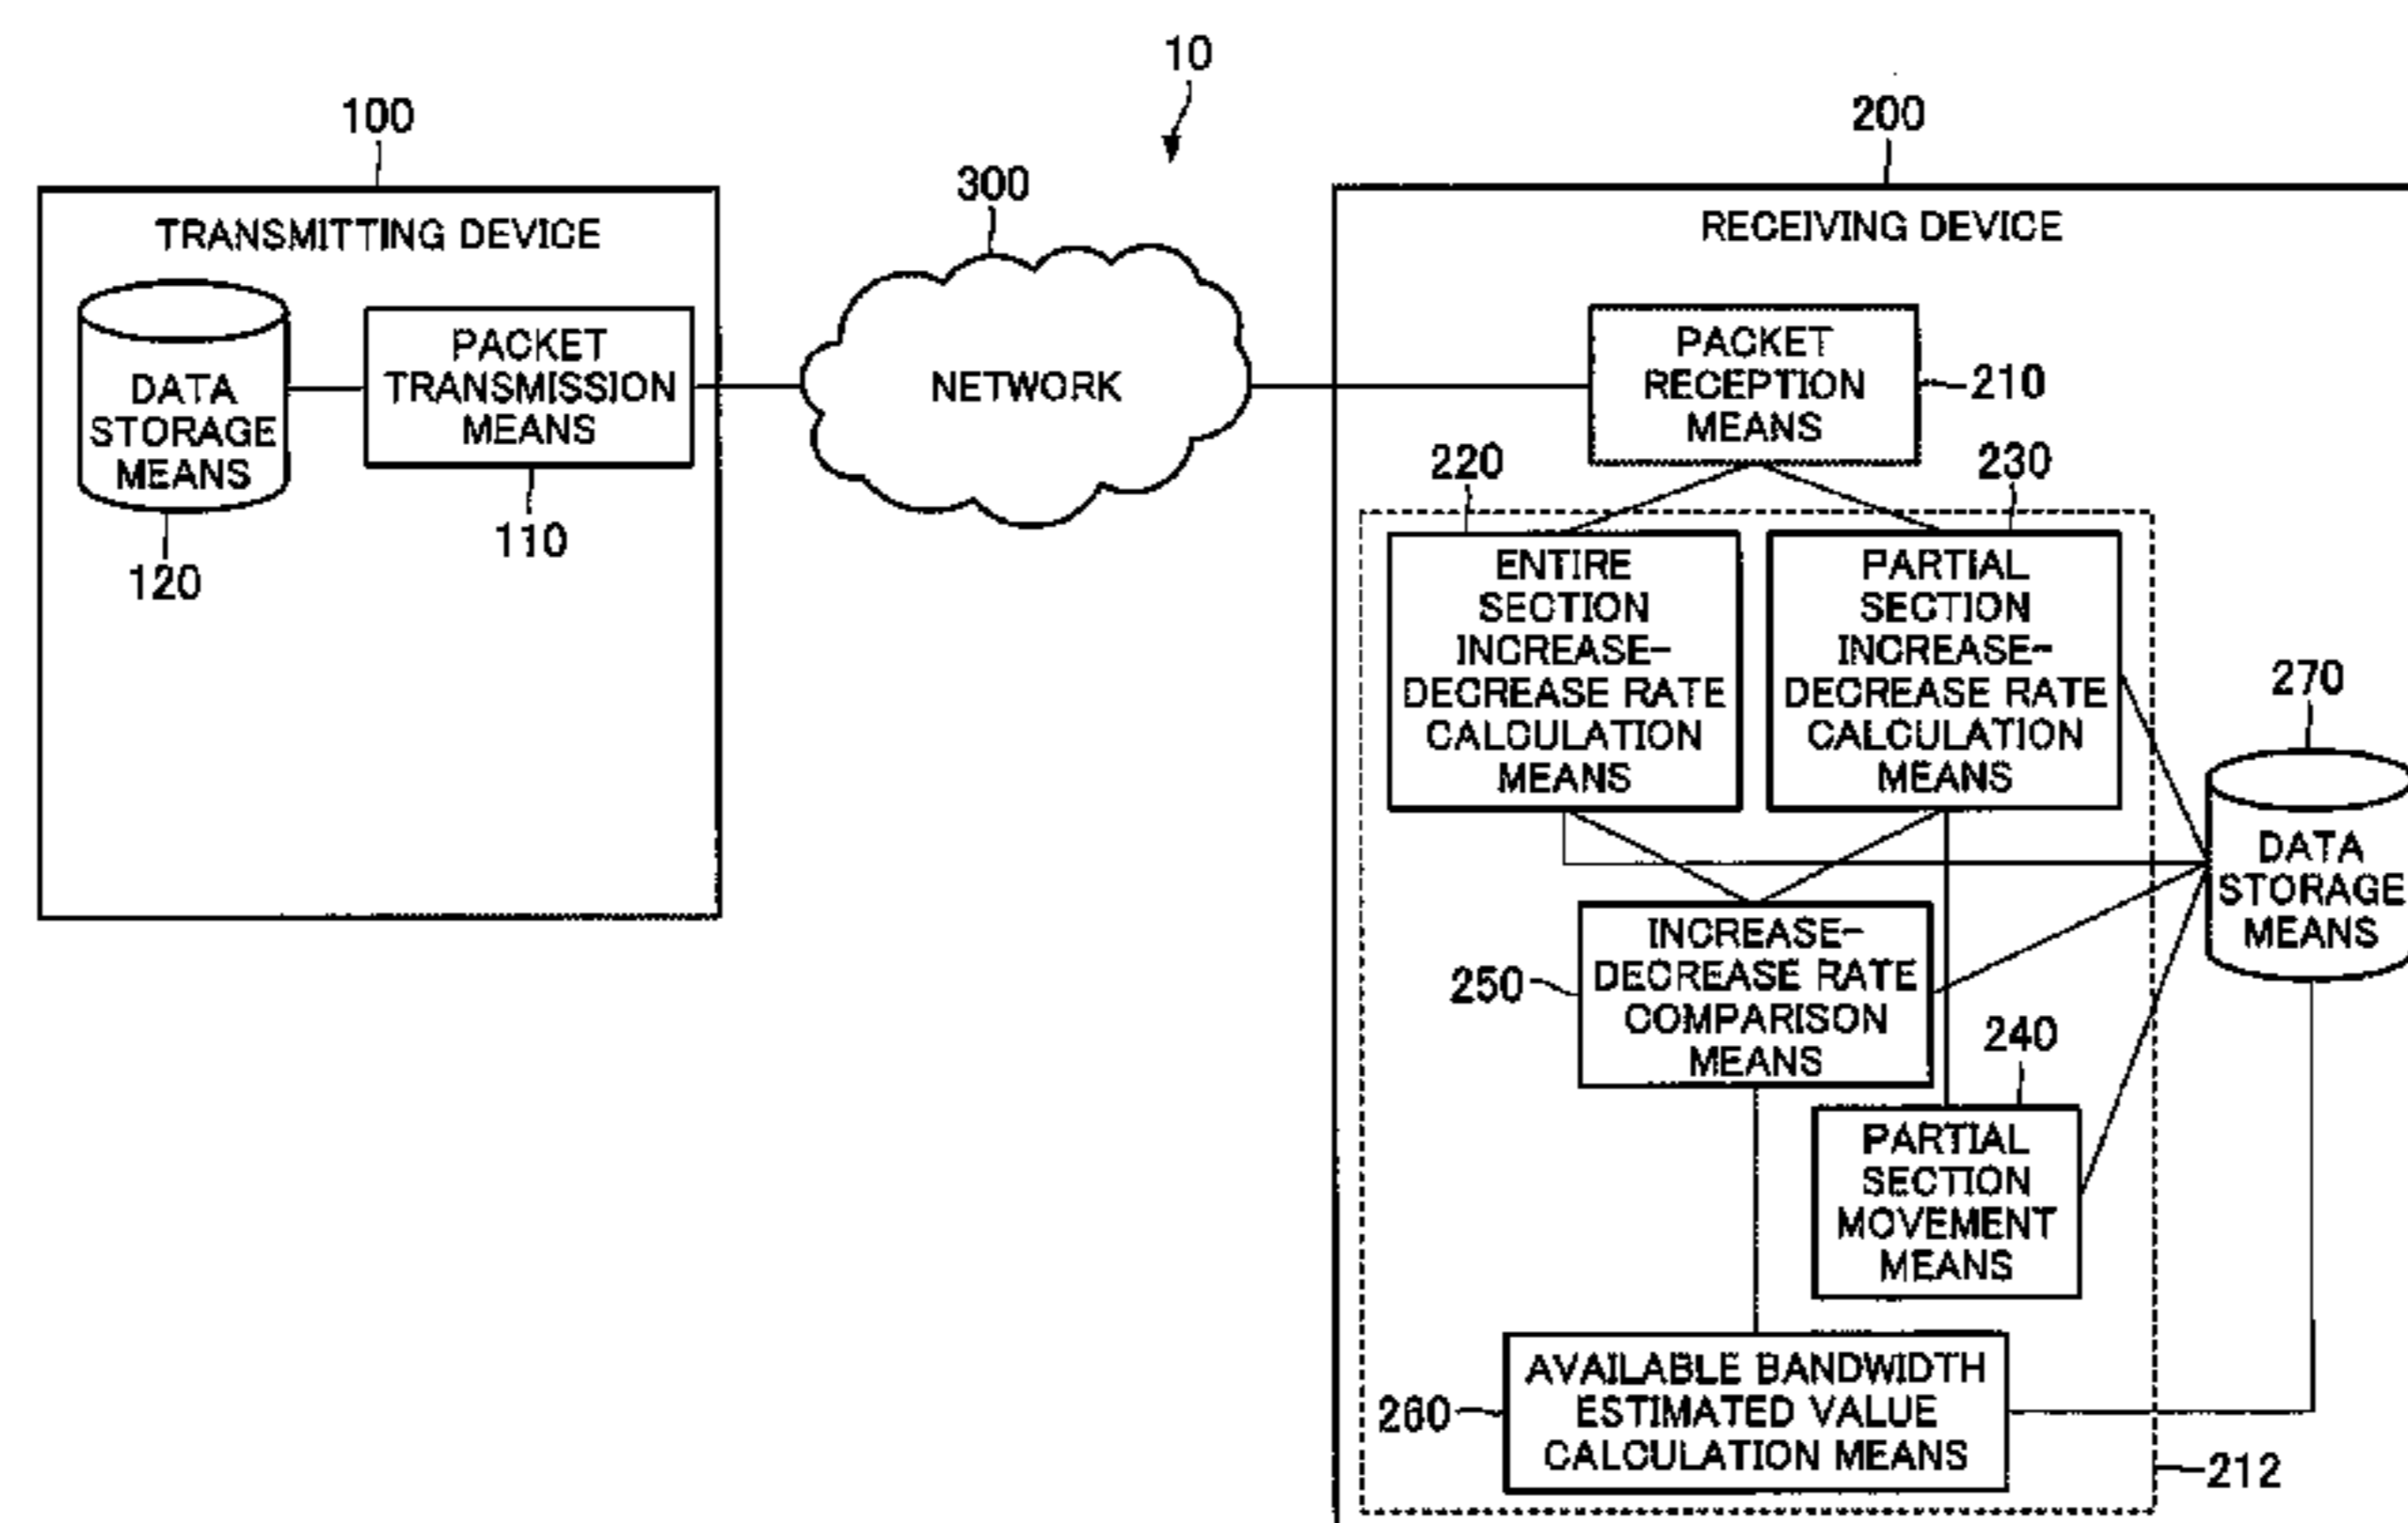 10
100
200
300
TRANSMITTING DEVICE
RECEIVING DEVICE
DATA
STORAGE
MEANS
120
PACKET
TRANSMISSION
MEANS
110
NETWORK
PACKET
RECEPTION
MEANS
210
220
230
ENTIRE
SECTION
INCREASE-
DECREASE RATE
CALCULATION
MEANS
PARTIAL
SECTION
INCREASE-
DECREASE RATE
CALCULATION
MEANS
270
DATA
STORAGE
MEANS
250
INCREASE-
DECREASE RATE
COMPARISON
MEANS
240
PARTIAL
SECTION
MOVEMENT
MEANS
260
AVAILABLE BANDWIDTH
ESTIMATED VALUE
CALCULATION MEANS
212